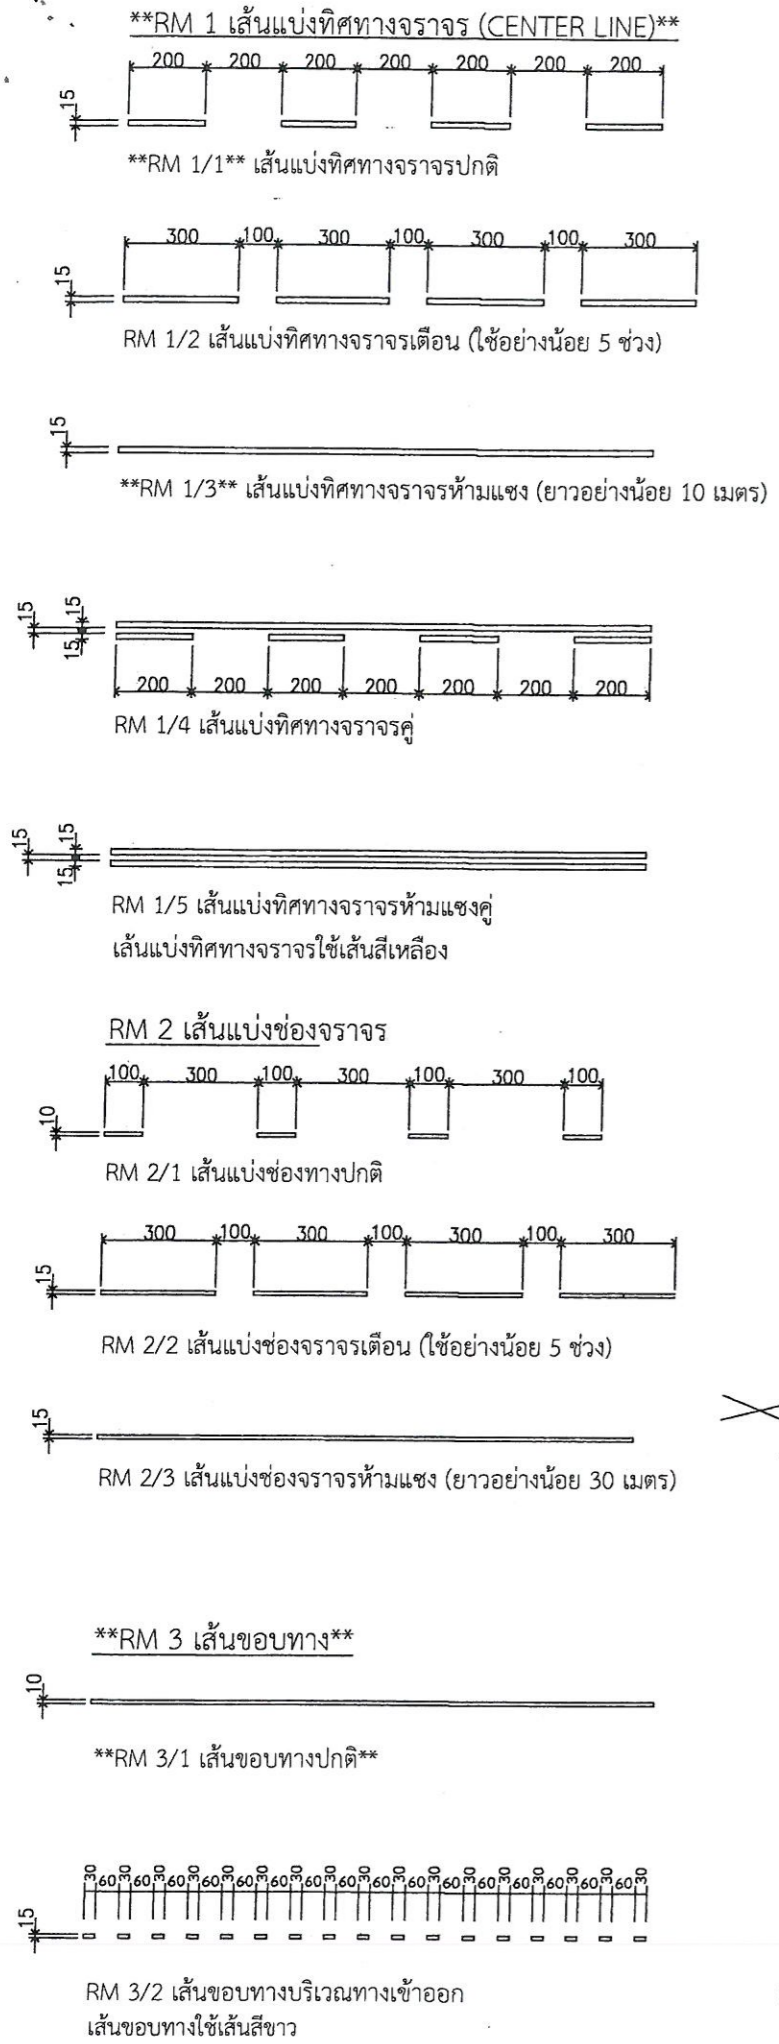 **RM 1 เส้นแบ่งทิศทางจราจร (CENTER LINE)**
200 200 200 200 200 200 200
15
**RM 1/1** เส้นแบ่งทิศทางจราจรปกติ
300 100 300 100 300 100 300
15
RM 1/2 เส้นแบ่งทิศทางจราจรเตือน (ใช้อย่างน้อย 5 ช่วง)
15
**RM 1/3** เส้นแบ่งทิศทางจราจรห้ามแซง (ยาวอย่างน้อย 10 เมตร)
15 15
15
200 200 200 200 200 200 200
RM 1/4 เส้นแบ่งทิศทางจราจรคู่
15 15
15
RM 1/5 เส้นแบ่งทิศทางจราจรห้ามแซงคู่
เส้นแบ่งทิศทางจราจรใช้เส้นสีเหลือง
RM 2 เส้นแบ่งช่องจราจร
100 300 100 300 100 300 100
10
RM 2/1 เส้นแบ่งช่องทางปกติ
300 100 300 100 300 100 300
15
RM 2/2 เส้นแบ่งช่องจราจรเตือน (ใช้อย่างน้อย 5 ช่วง)
15
RM 2/3 เส้นแบ่งช่องจราจรห้ามแซง (ยาวอย่างน้อย 30 เมตร)
**RM 3 เส้นขอบทาง**
10
**RM 3/1 เส้นขอบทางปกติ**
30 60 30 60 30 60 30 60 30 60 30 60 30 60 30 60 30 60 30 60 30 60 30 60 30 60 30 60 30 60 30 60 30
15
RM 3/2 เส้นขอบทางบริเวณทางเข้าออก
เส้นขอบทางใช้เส้นสีขาว